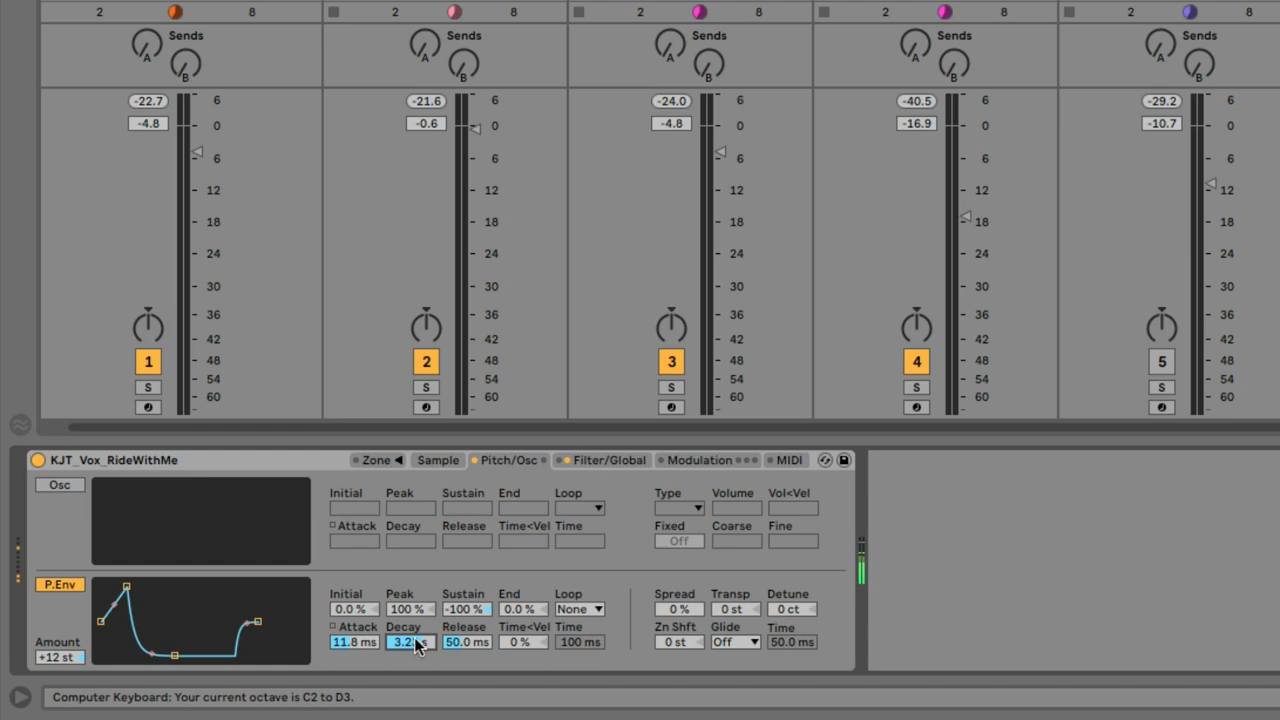 2 8 2 8 2 8 2 8 2 8
Sends Sends Sends Sends Sends
A A A A A
B B B B B
-22.7 6 -21.6 6 -24.0 6 -40.5 6 -29.2 6
-4.8 0 -0.6 0 -4.8 0 -16.9 0 -10.7 0
6 6 6 6 6
12 12 12 12 12
18 18 18 18 18
24 24 24 24 24
30 30 30 30 30
36 36 36 36 36
42 42 42 42 42
1 48 2 48 3 48 4 48 5 48
54 54 54 54 54
S S S S S
60 60 60 60 60
KJT_Vox_RideWithMe Zone Sample Pitch/Osc Filter/Global Modulation MIDI
Osc Initial Peak Sustain End Loop Type Volume Vol<Vel
Attack Decay Release Time<Vel Time Fixed Coarse Fine
Off
P.Env Initial Peak Sustain End Loop Spread Transp Detune
0.0 % 100 % -100 % 0.0 % None 0 % 0 st 0 ct
Attack Decay Release Time<Vel Time Zn Shft Glide Time
Amount 11.8 ms 50.0 ms 0 % 100 ms 0 st Off 50.0 ms
+12 st
Computer Keyboard: Your current octave is C2 to D3.